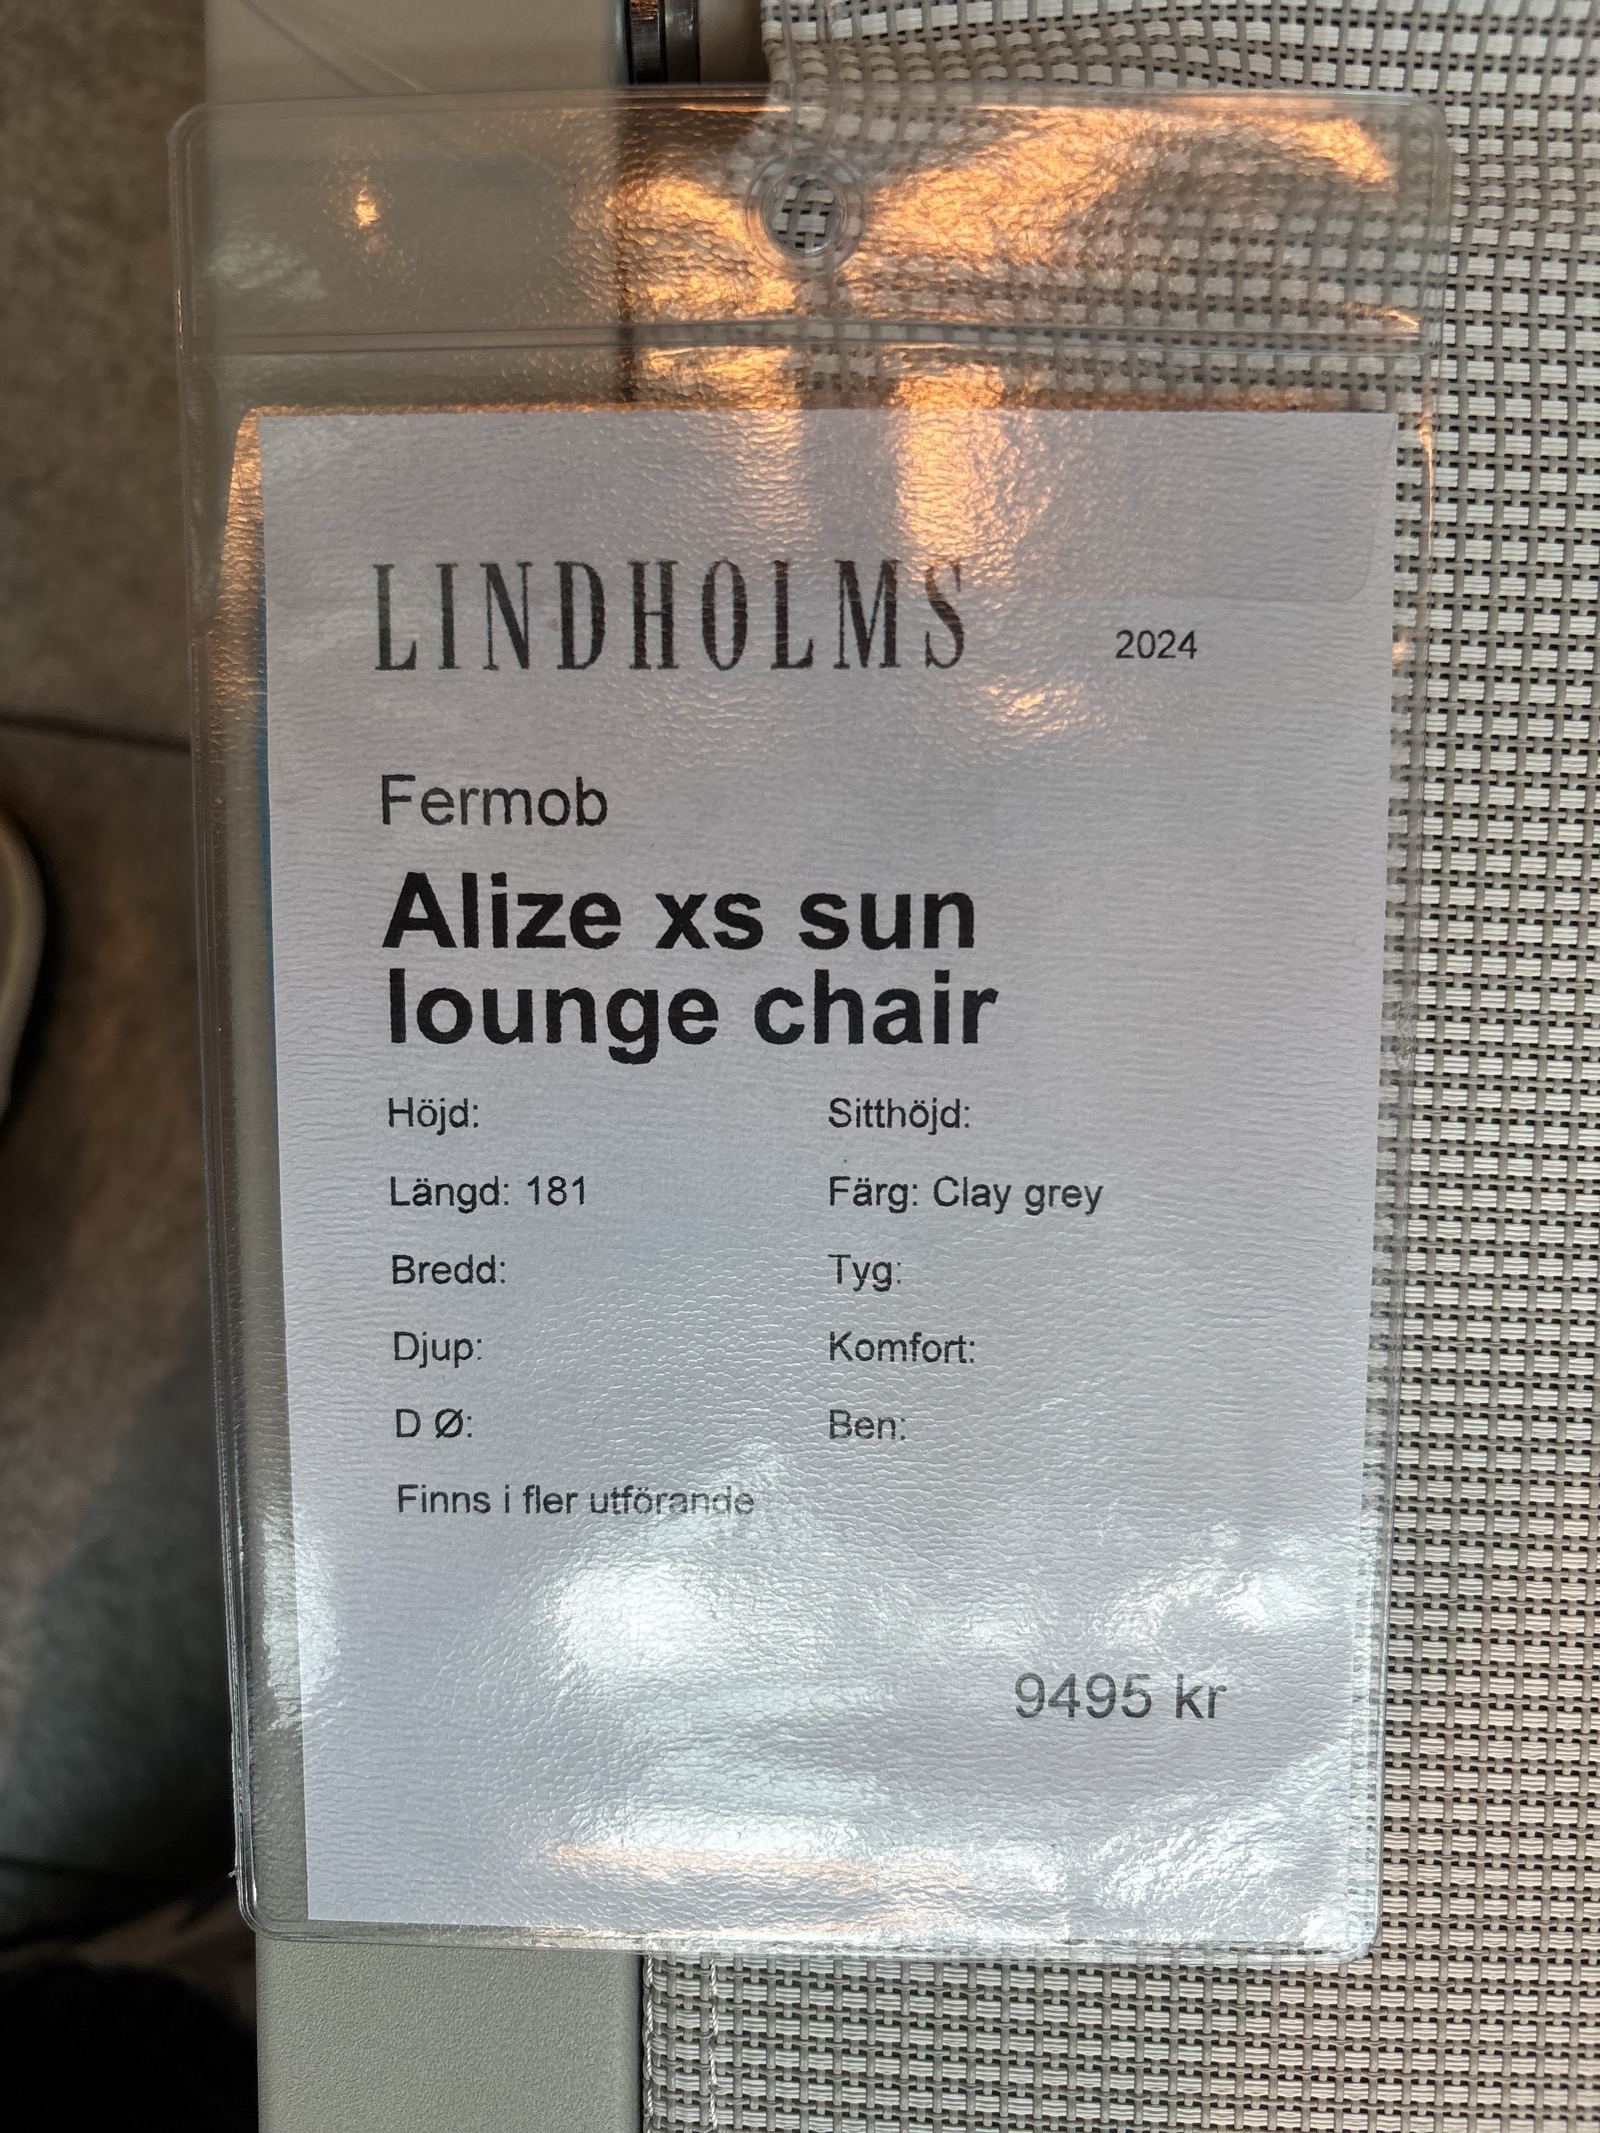 LINDHOLMS 2024
Fermob
Alize xs sun
lounge chair
Höjd: Sitthöjd:
Längd: 181 Färg: Clay grey
Bredd: Tyg:
Djup: Komfort:
D Ø: Ben:
Finns i fler utförande
9495 kr